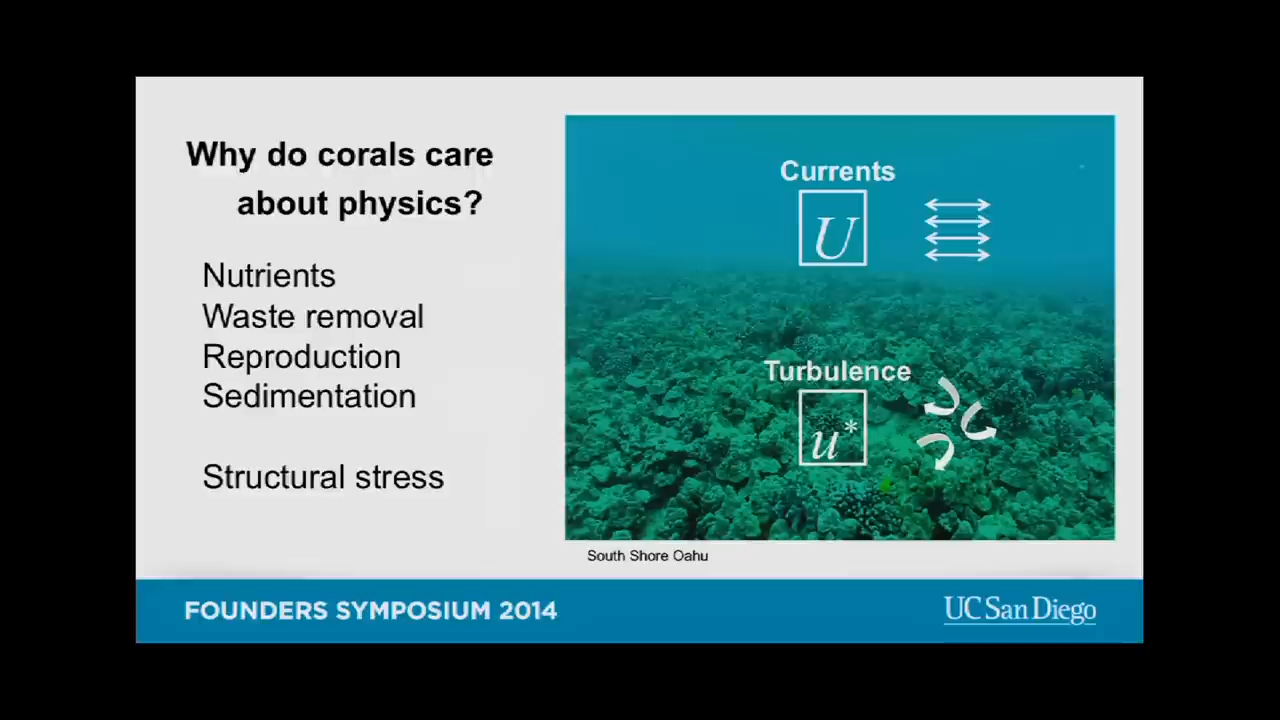 Why do corals care
about physics?
Nutrients
Waste removal
Reproduction
Sedimentation
Structural stress
Currents
U
Turbulence
u*
South Shore Oahu
FOUNDERS SYMPOSIUM 2014
UC San Diego